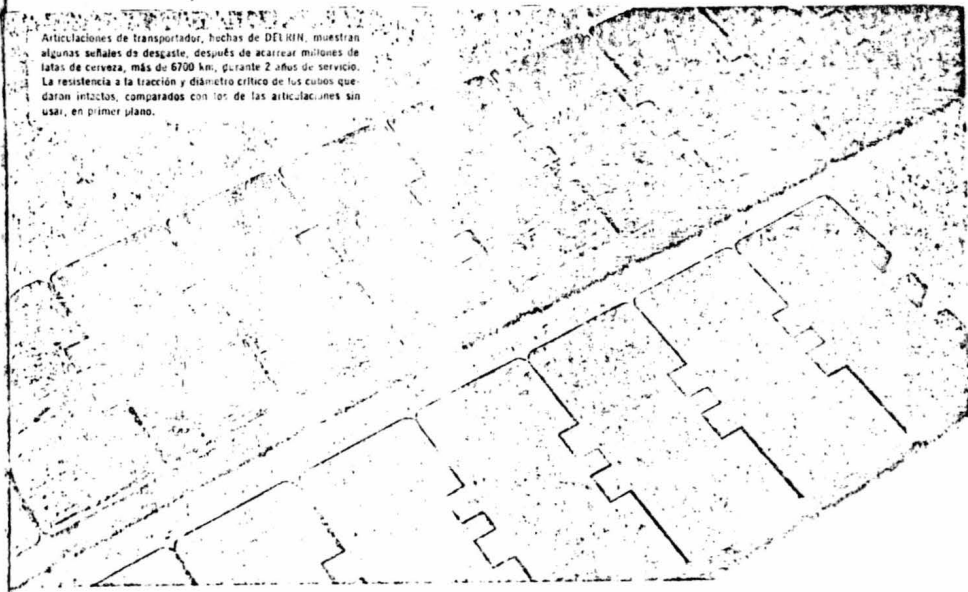 Articulaciones de transportador, hechas de DELRIN, muestran
algunas señales de desgaste, después de acarrear millones de
latas de cerveza, más de 6700 km, durante 2 años de servicio.
La resistencia a la tracción y diámetro crítico de los cubos que-
daron intactos, comparados con los de las articulaciones sin
usar, en primer plano.